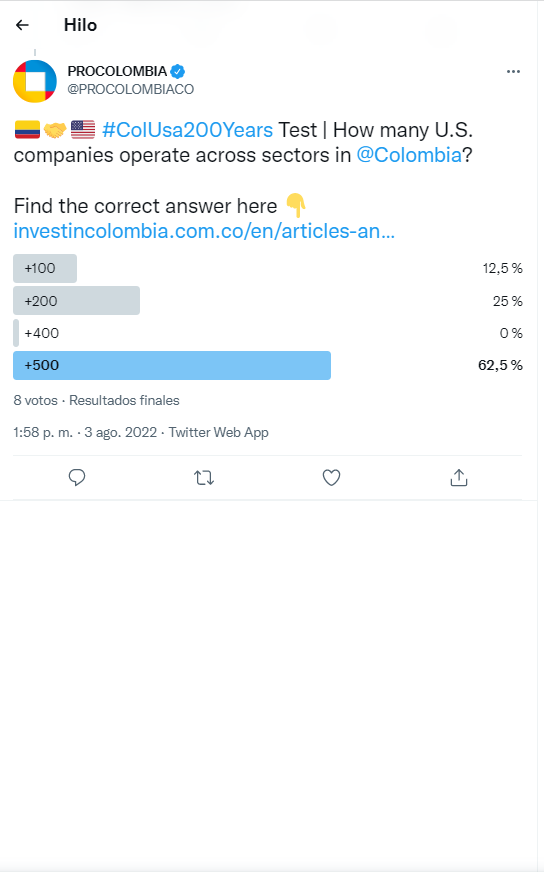 Hilo
PROCOLOMBIA
@PROCOLOMBIACO
#ColUsa200Years Test | How many U.S.
companies operate across sectors in @Colombia?
Find the correct answer here
investincolombia.com.co/en/articles-an...
+100 12,5 %
+200 25 %
+400 0 %
+500 62,5 %
8 votos · Resultados finales
1:58 p. m. · 3 ago. 2022 · Twitter Web App